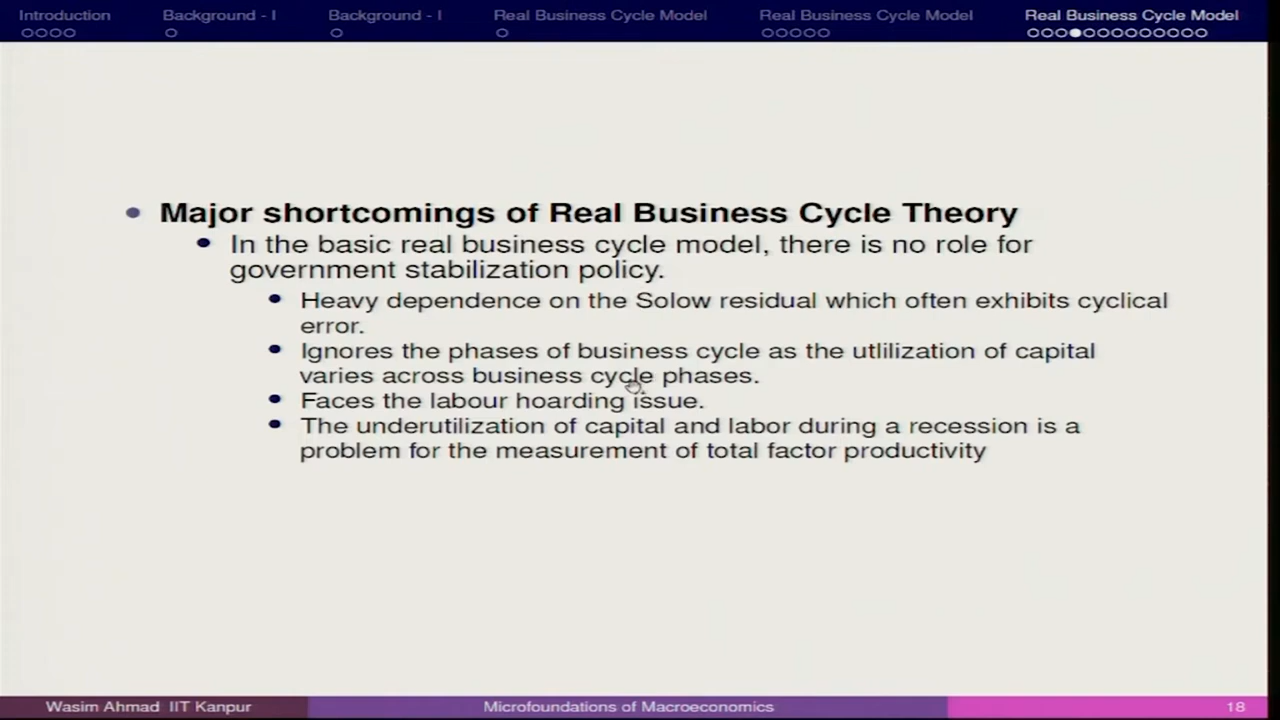 Introduction Background - I Background - I Real Business Cycle Model Real Business Cycle Model Real Business Cycle Model
Major shortcomings of Real Business Cycle Theory
In the basic real business cycle model, there is no role for
government stabilization policy.
Heavy dependence on the Solow residual which often exhibits cyclical
error.
Ignores the phases of business cycle as the utlilization of capital
varies across business cycle phases.
Faces the labour hoarding issue.
The underutilization of capital and labor during a recession is a
problem for the measurement of total factor productivity
Wasim Ahmad IIT Kanpur Microfoundations of Macroeconomics 18